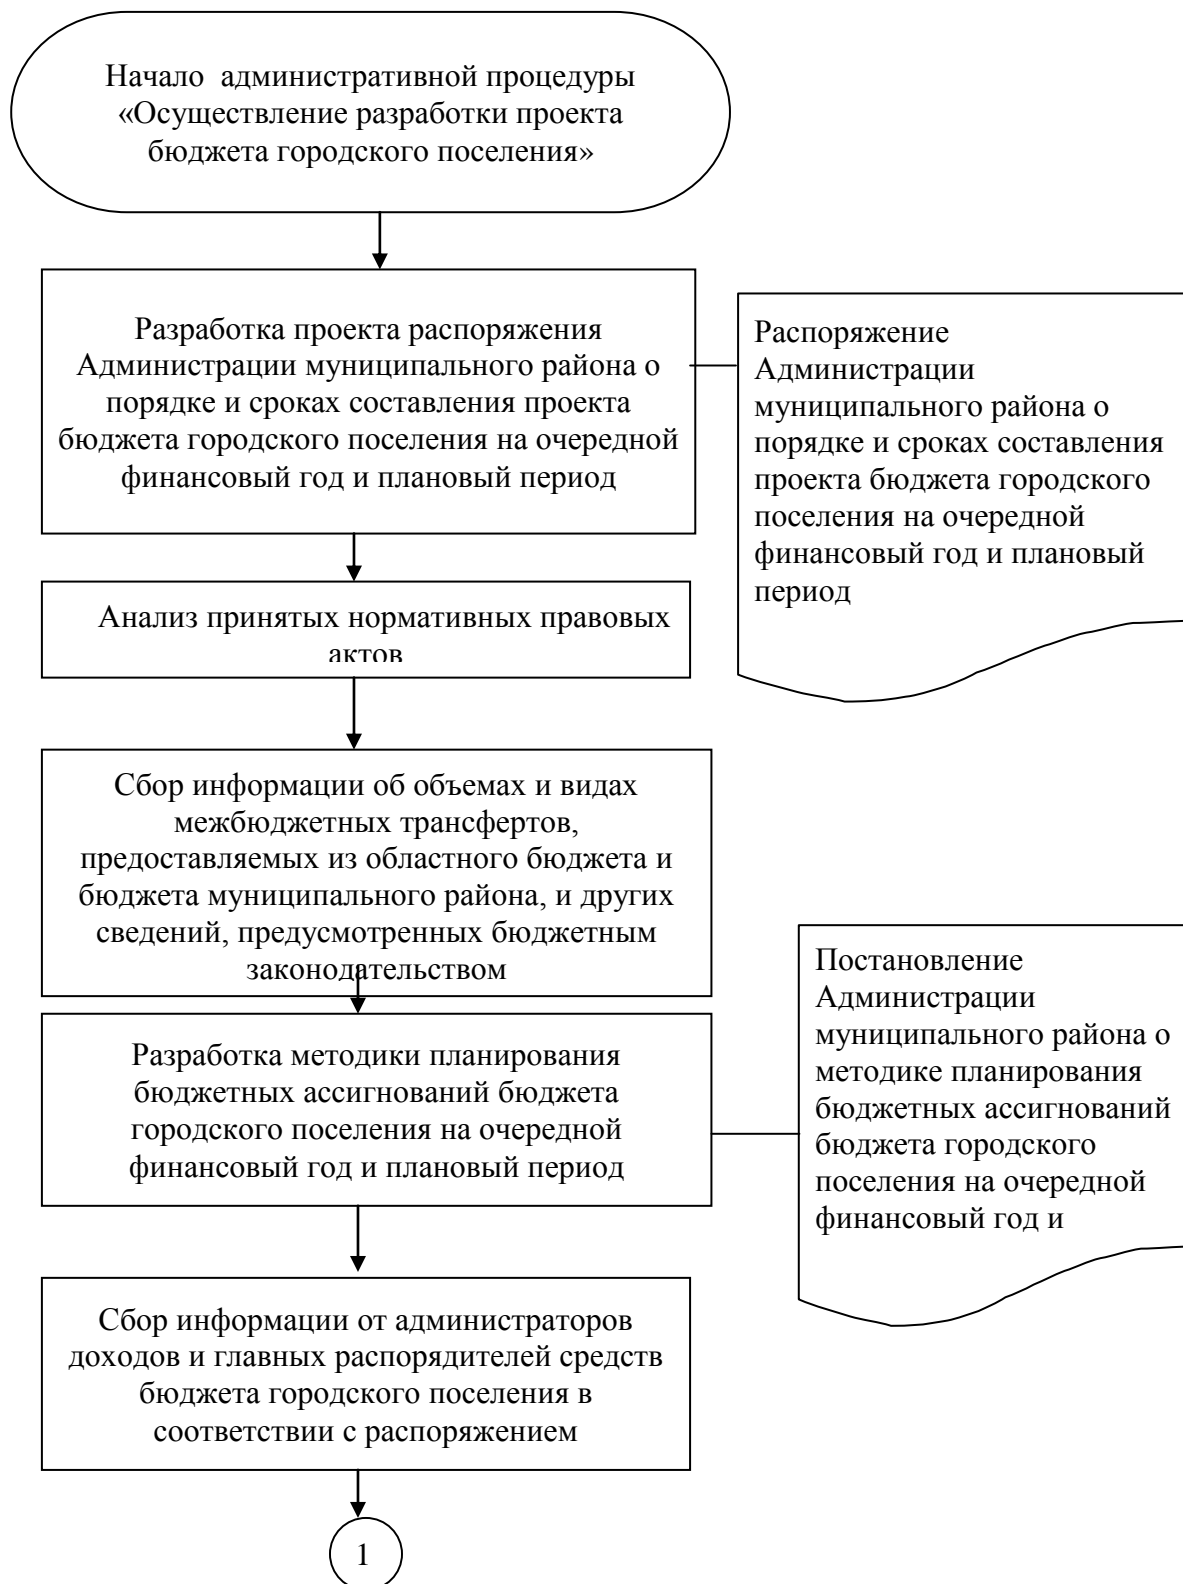 Начало административной процедуры
«Осуществление разработки проекта
бюджета городского поселения»
Разработка проекта распоряжения
Администрации муниципального района о
порядке и сроках составления проекта
бюджета городского поселения на очередной
финансовый год и плановый период
Распоряжение
Администрации
муниципального района о
порядке и сроках составления
проекта бюджета городского
поселения на очередной
финансовый год и плановый
период
Анализ принятых нормативных правовых
актов
Сбор информации об объемах и видах
межбюджетных трансфертов,
предоставляемых из областного бюджета и
бюджета муниципального района, и других
сведений, предусмотренных бюджетным
законодательством
Разработка методики планирования
бюджетных ассигнований бюджета
городского поселения на очередной
финансовый год и плановый период
Постановление
Администрации
муниципального района о
методике планирования
бюджетных ассигнований
бюджета городского
поселения на очередной
финансовый год и
Сбор информации от администраторов
доходов и главных распорядителей средств
бюджета городского поселения в
соответствии с распоряжением
1